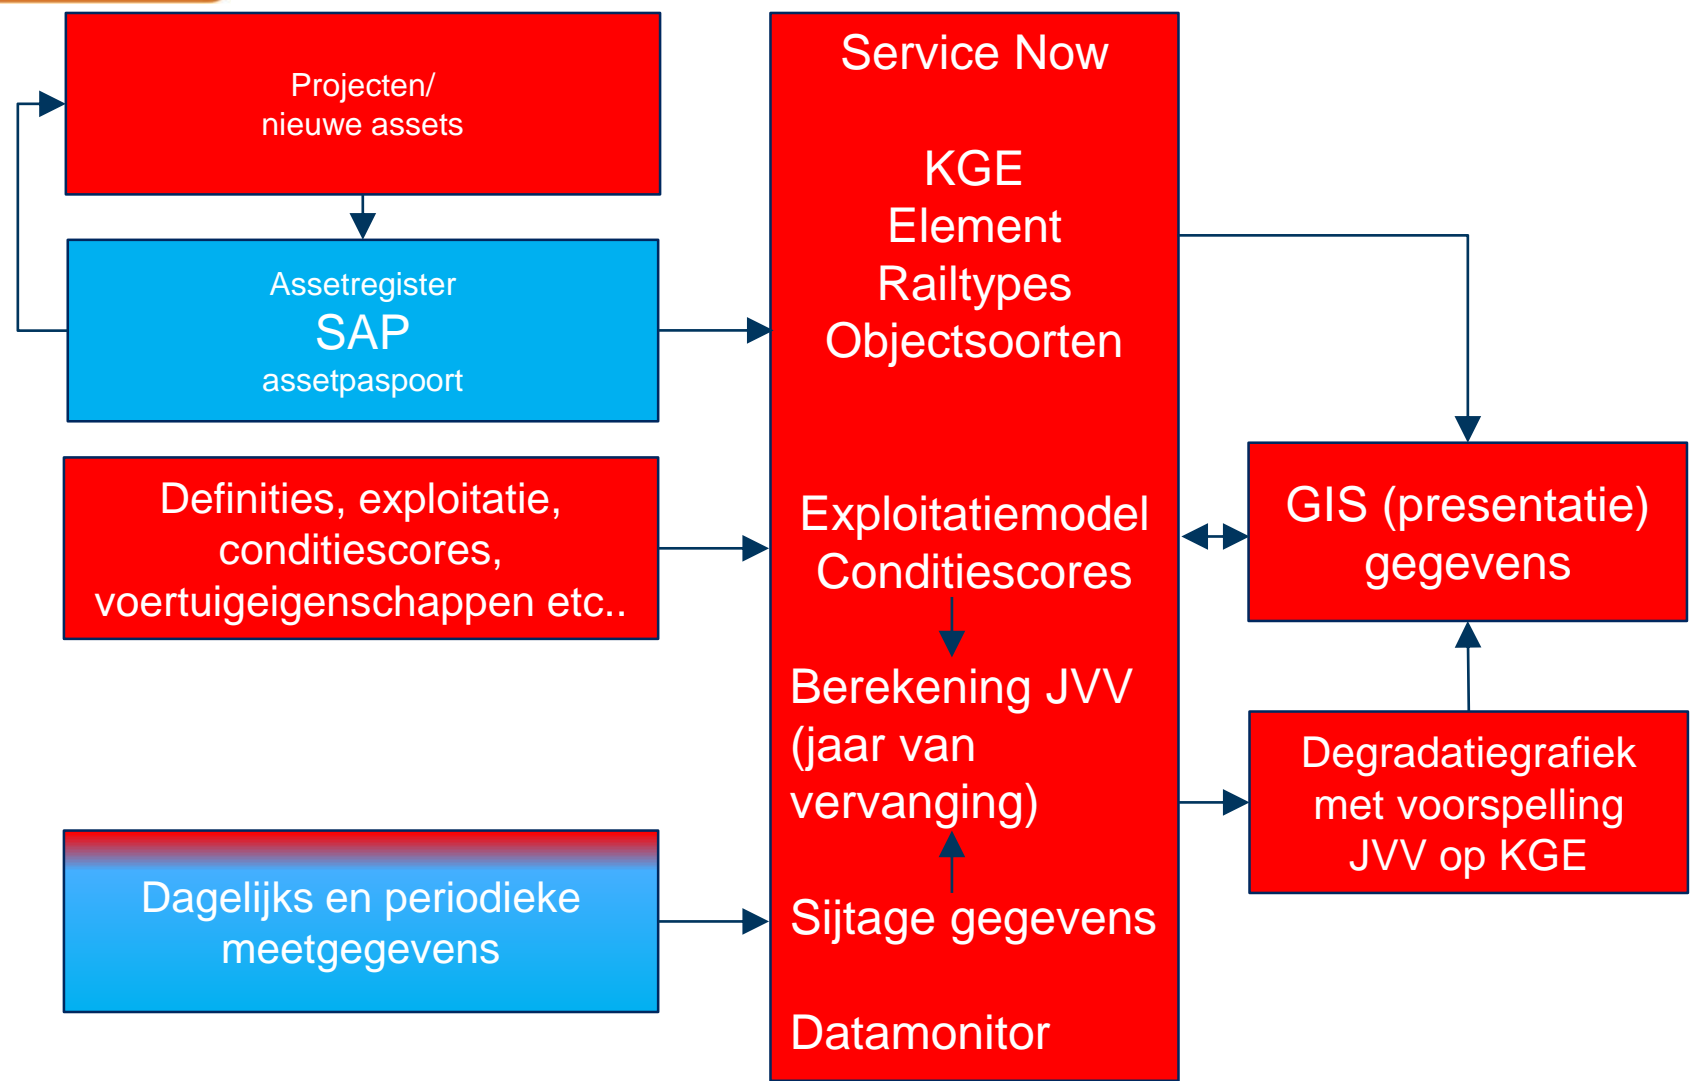 Projecten/
nieuwe assets
Assetregister
SAP
assetpaspoort
Definities, exploitatie,
conditiescores,
voertuigeigenschappen etc..
Dagelijks en periodieke
meetgegevens
Service Now
KGE
Element
Railtypes
Objectsoorten
Exploitatiemodel
Conditiescores
Berekening JVV
(jaar van
vervanging)
Sijtage gegevens
Datamonitor
GIS (presentatie)
gegevens
Degradatiegrafiek
met voorspelling
JVV op KGE